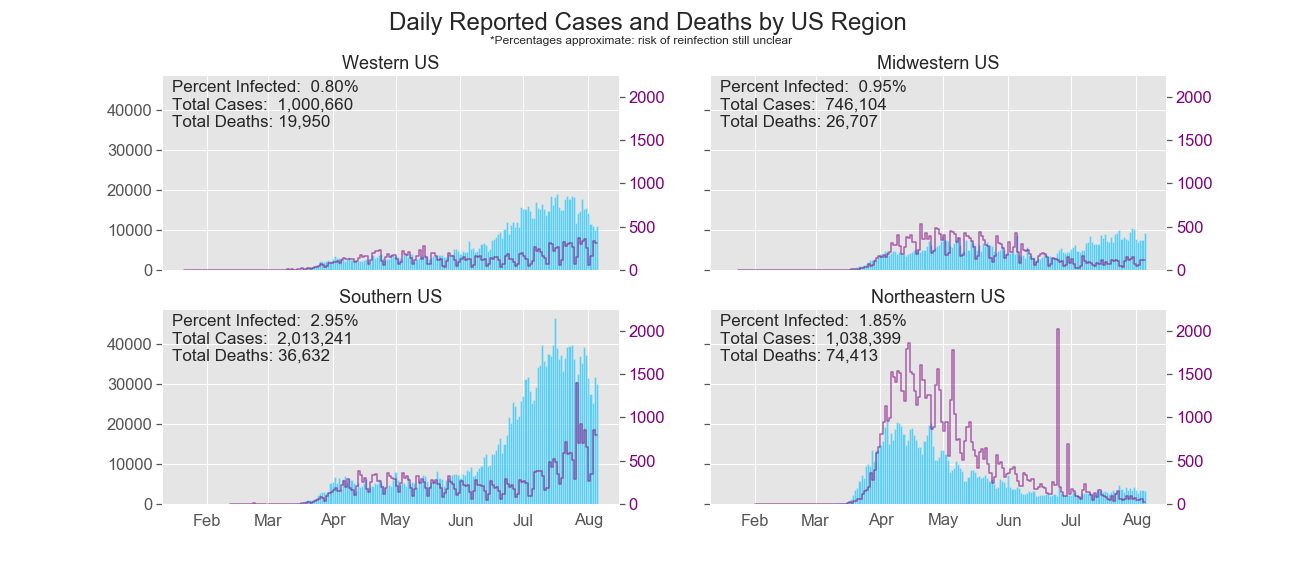 Daily Reported Cases and Deaths by US Region
*Percentages approximate: risk of reinfection still unclear
Western US
Percent Infected: 0.80%
Total Cases: 1,000,660
Total Deaths: 19,950
40000
30000
20000
10000
0
2000
1500
1000
500
0
Midwestern US
Percent Infected: 0.95%
Total Cases: 746,104
Total Deaths: 26,707
2000
1500
1000
500
0
Southern US
Percent Infected: 2.95%
Total Cases: 2,013,241
Total Deaths: 36,632
40000
30000
20000
10000
0
2000
1500
1000
500
0
Feb Mar Apr May Jun Jul Aug
Northeastern US
Percent Infected: 1.85%
Total Cases: 1,038,399
Total Deaths: 74,413
2000
1500
1000
500
0
Feb Mar Apr May Jun Jul Aug